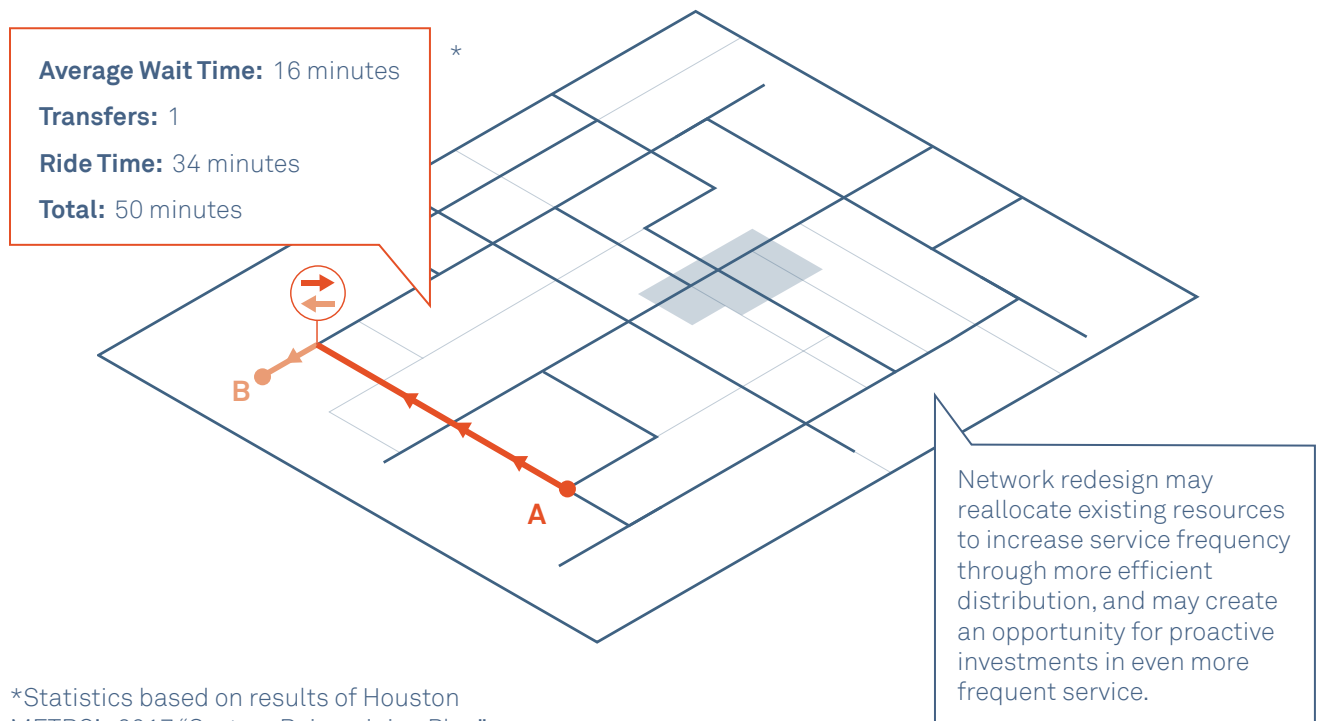 Average Wait Time: 16 minutes
*
Transfers: 1
Ride Time: 34 minutes
Total: 50 minutes
B
A
Network redesign may
reallocate existing resources
to increase service frequency
through more efficient
distribution, and may create
an opportunity for proactive
investments in even more
frequent service.
*Statistics based on results of Houston